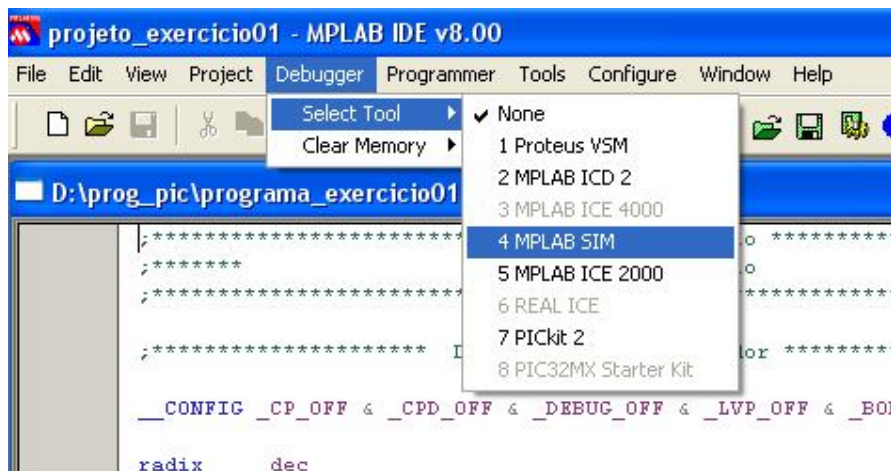 projeto_exercicio01 - MPLAB IDE v8.00
File Edit View Project Debugger Programmer Tools Configure Window Help
Select Tool
Clear Memory
None
1 Proteus VSM
2 MPLAB ICD 2
3 MPLAB ICE 4000
4 MPLAB SIM
5 MPLAB ICE 2000
6 REAL ICE
7 PICkit 2
8 PIC32MX Starter Kit
D:\prog_pic\programa_exercicio01
__CONFIG _CP_OFF & _CPD_OFF & _DEBUG_OFF & _LVP_OFF &
radix dec